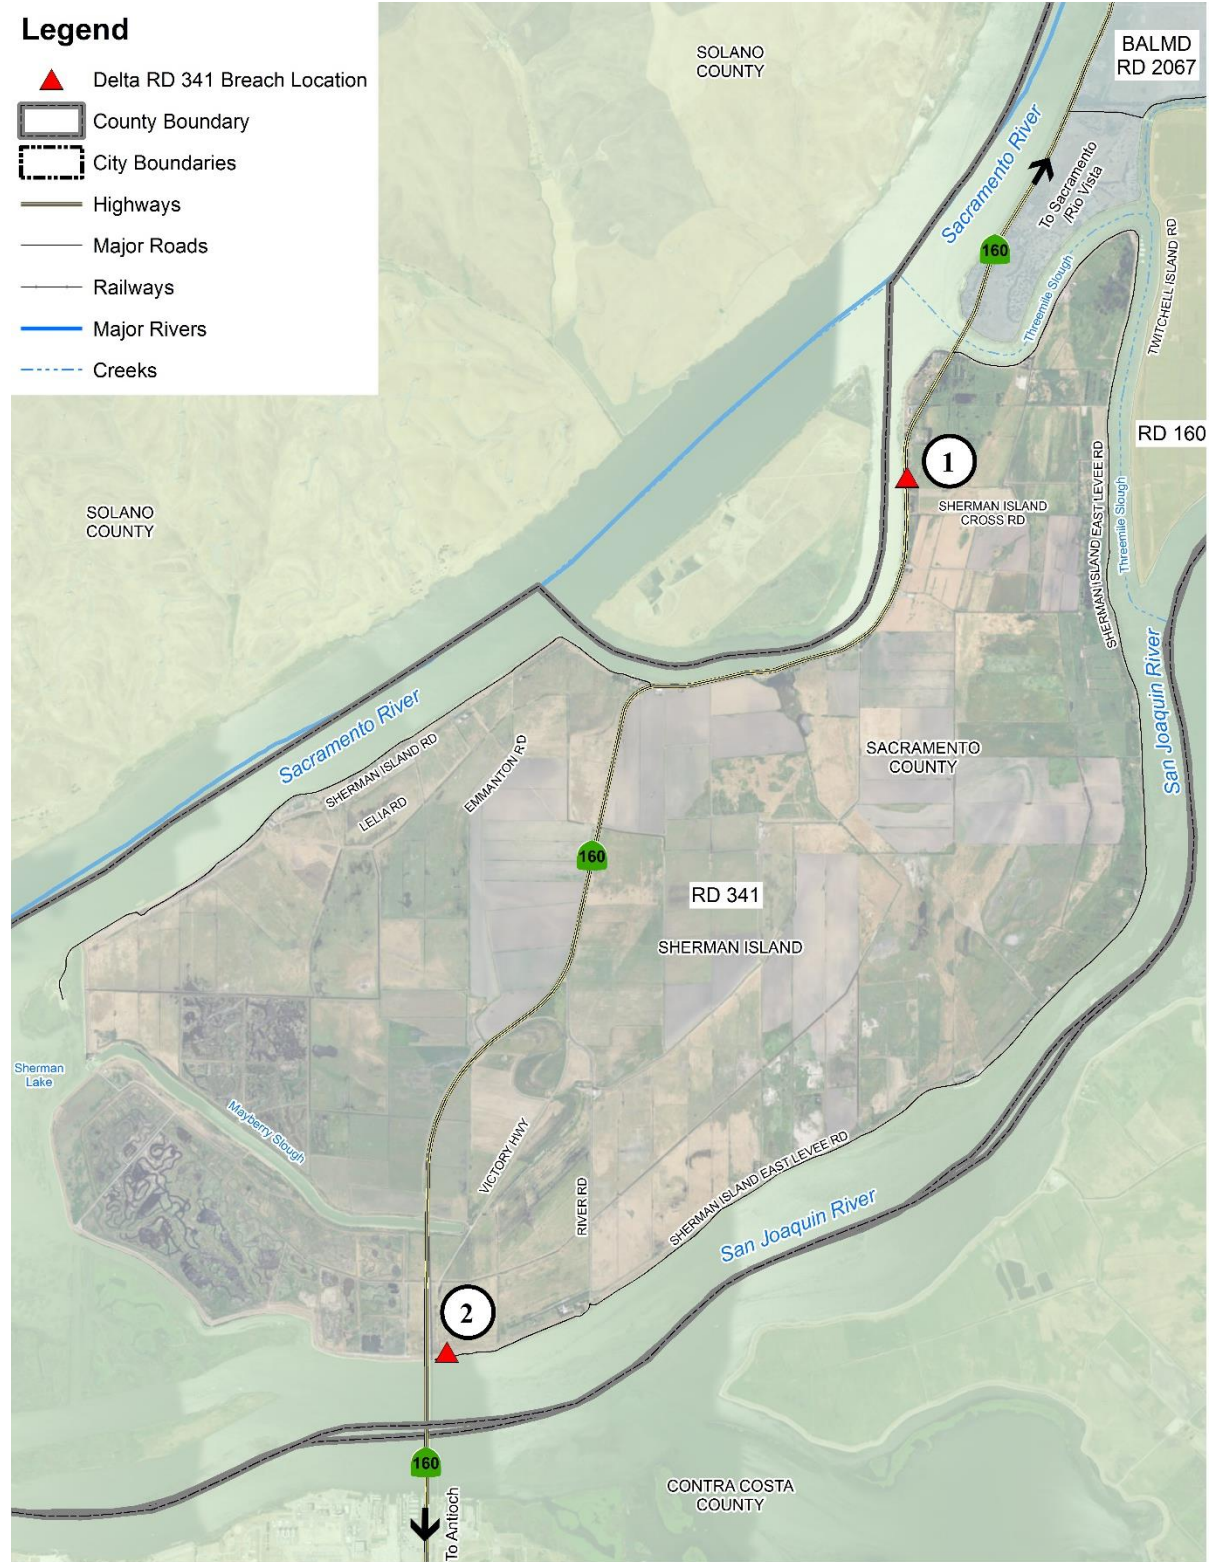 Legend
Delta RD 341 Breach Location
County Boundary
City Boundaries
Highways
Major Roads
Railways
Major Rivers
Creeks
SOLANO
COUNTY
BALMD
RD 2067
Sacramento River
To Sacramento
/Rio Vista
160
Threemile Slough
TWITCHELL ISLAND RD
RD 160
1
SHERMAN ISLAND
CROSS RD
SHERMAN ISLAND EAST LEVEE RD
Threemile Slough
SOLANO
COUNTY
San Joaquin River
Sacramento River
SHERMAN ISLAND RD
LELIA RD
EMMANTON RD
SACRAMENTO
COUNTY
160
RD 341
SHERMAN ISLAND
Sherman
Lake
Mayberry Slough
VICTORY HWY
RIVER RD
SHERMAN ISLAND EAST LEVEE RD
San Joaquin River
2
160
To Antioch
CONTRA COSTA
COUNTY